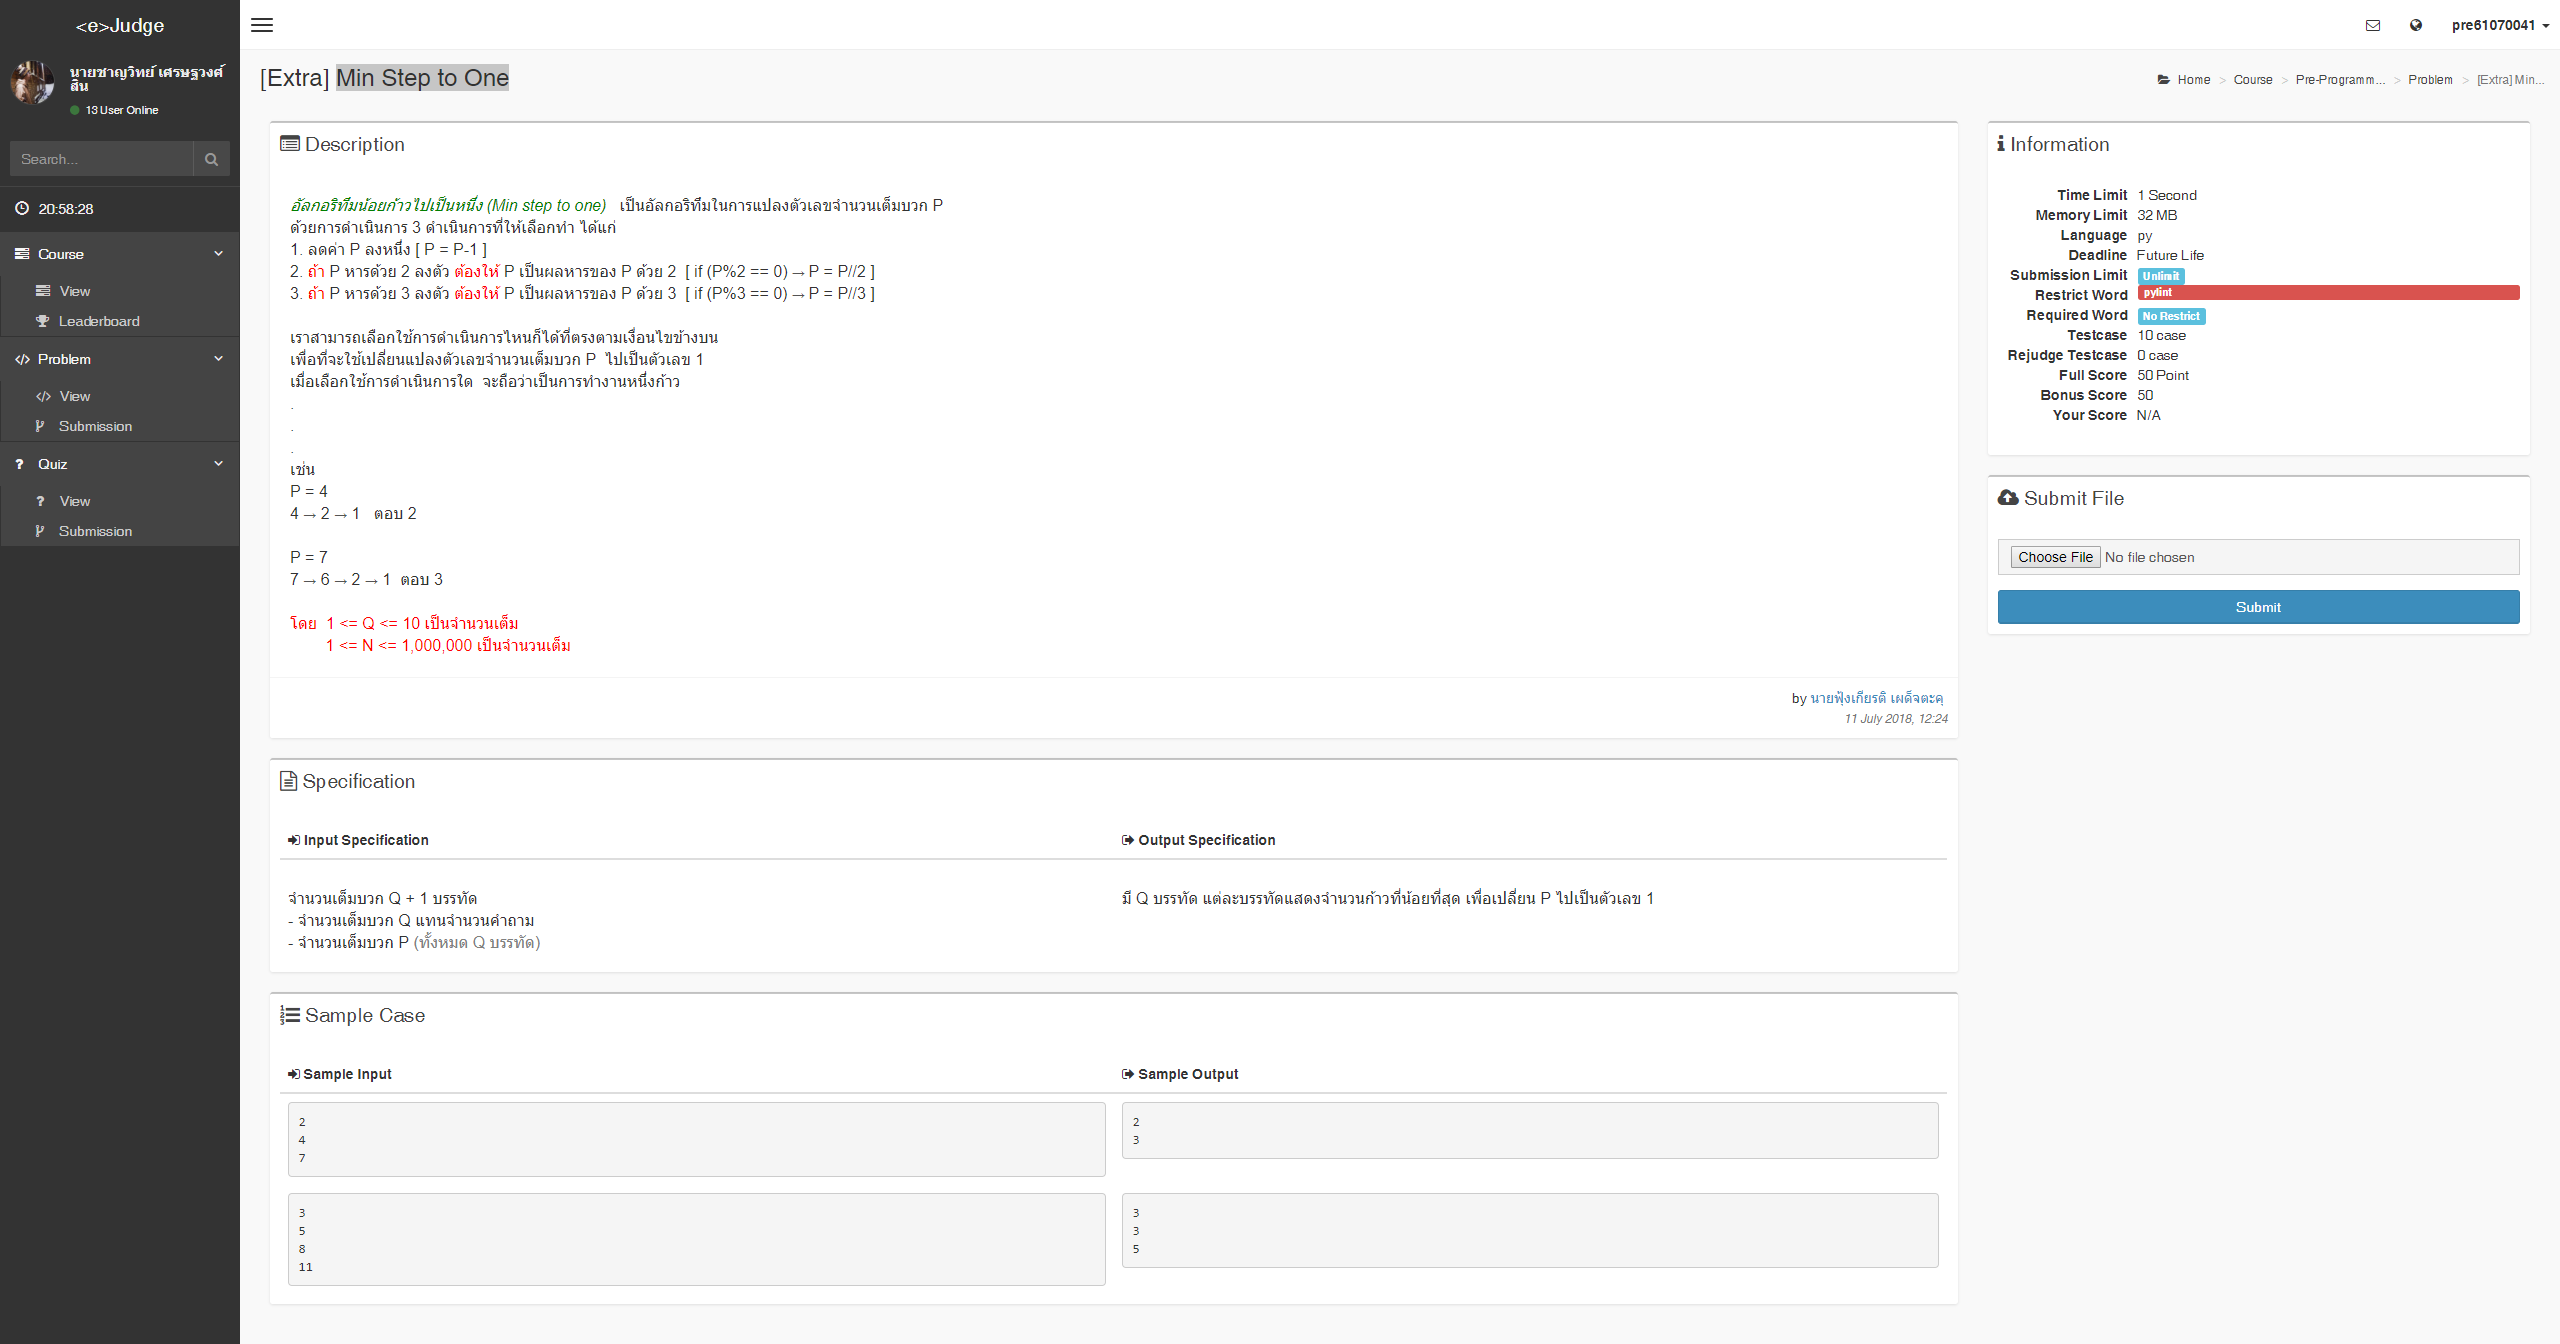 <e>Judge
pre61070041
นายชาญวิทย์ เศรษฐวงศ์
สิน
13 User Online
Search...
20:58:28
Course
View
Leaderboard
Problem
View
Submission
Quiz
View
Submission
[Extra] Min Step to One
Home > Course > Pre-Programm... > Problem > [Extra] Min...
Description
อัลกอริทึมน้อยก้าวไปเป็นหนึ่ง (Min step to one) เป็นอัลกอริทึมในการแปลงตัวเลขจำนวนเต็มบวก P
ด้วยการดำเนินการ 3 ดำเนินการที่ให้เลือกทำ ได้แก่
1. ลดค่า P ลงหนึ่ง [ P = P-1 ]
2. ถ้า P หารด้วย 2 ลงตัว ต้องให้ P เป็นผลหารของ P ด้วย 2 [ if (P%2 == 0) → P = P//2 ]
3. ถ้า P หารด้วย 3 ลงตัว ต้องให้ P เป็นผลหารของ P ด้วย 3 [ if (P%3 == 0) → P = P//3 ]
เราสามารถเลือกใช้การดำเนินการไหนก็ได้ที่ตรงตามเงื่อนไขข้างบน
เพื่อที่จะใช้เปลี่ยนแปลงตัวเลขจำนวนเต็มบวก P ไปเป็นตัวเลข 1
เมื่อเลือกใช้การดำเนินการใด จะถือว่าเป็นการทำงานหนึ่งก้าว
.
.
.
เช่น
P = 4
4 → 2 → 1 ตอบ 2
P = 7
7 → 6 → 2 → 1 ตอบ 3
โดย 1 <= Q <= 10 เป็นจำนวนเต็ม
1 <= N <= 1,000,000 เป็นจำนวนเต็ม
by นายฟุ้งเกียรติ เผด็จตะคุ
11 July 2018, 12:24
Specification
Input Specification
Output Specification
จำนวนเต็มบวก Q + 1 บรรทัด
- จำนวนเต็มบวก Q แทนจำนวนคำถาม
- จำนวนเต็มบวก P (ทั้งหมด Q บรรทัด)
มี Q บรรทัด แต่ละบรรทัดแสดงจำนวนก้าวที่น้อยที่สุด เพื่อเปลี่ยน P ไปเป็นตัวเลข 1
Sample Case
Sample Input
Sample Output
2
4
7
2
3
3
5
8
11
3
3
5
Information
Time Limit 1 Second
Memory Limit 32 MB
Language py
Deadline Future Life
Submission Limit Unlimit
Restrict Word pylint
Required Word No Restrict
Testcase 10 case
Rejudge Testcase 0 case
Full Score 50 Point
Bonus Score 50
Your Score N/A
Submit File
Choose File No file chosen
Submit